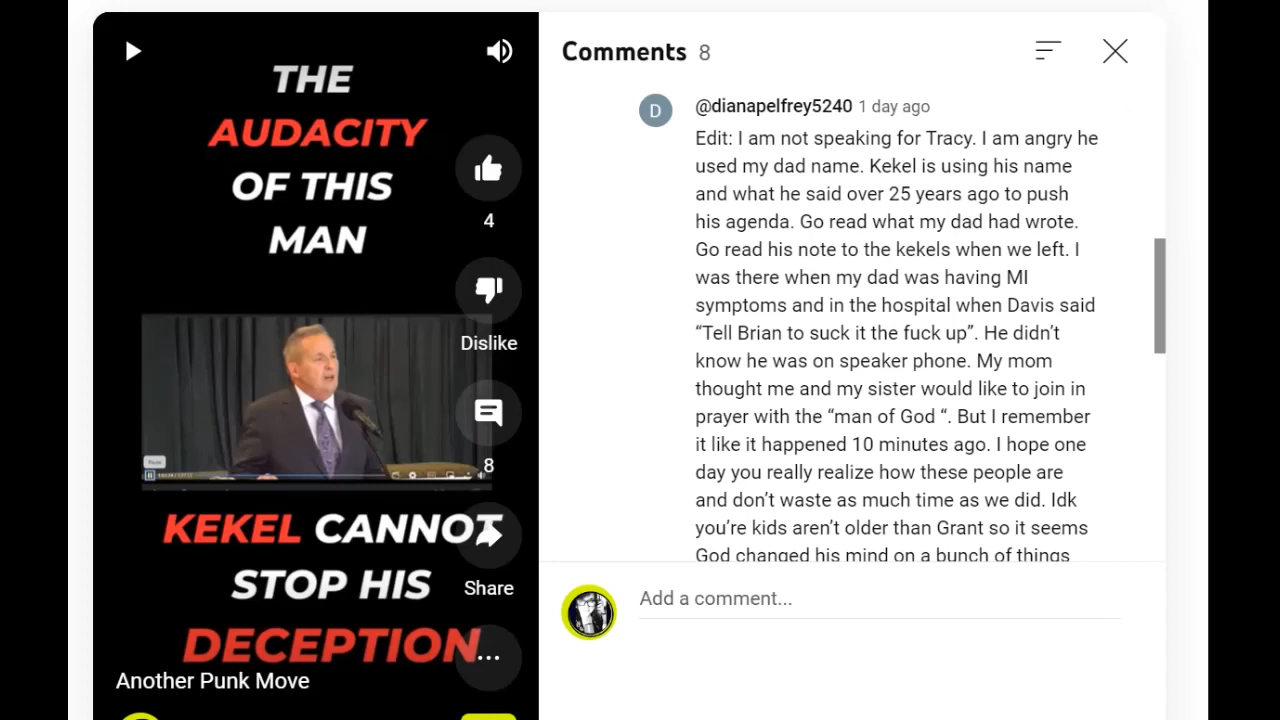 THE
AUDACITY
OF THIS
MAN
KEKEL CANNOT
STOP HIS
DECEPTION
Another Punk Move
4
Dislike
8
Share
Comments 8
D
@dianapelfrey5240 1 day ago
Edit: I am not speaking for Tracy. I am angry he
used my dad name. Kekel is using his name
and what he said over 25 years ago to push
his agenda. Go read what my dad had wrote.
Go read his note to the kekels when we left. I
was there when my dad was having MI
symptoms and in the hospital when Davis said
“Tell Brian to suck it the fuck up”. He didn’t
know he was on speaker phone. My mom
thought me and my sister would like to join in
prayer with the “man of God “. But I remember
it like it happened 10 minutes ago. I hope one
day you really realize how these people are
and don’t waste as much time as we did. Idk
you’re kids aren’t older than Grant so it seems
God changed his mind on a bunch of things
Add a comment...